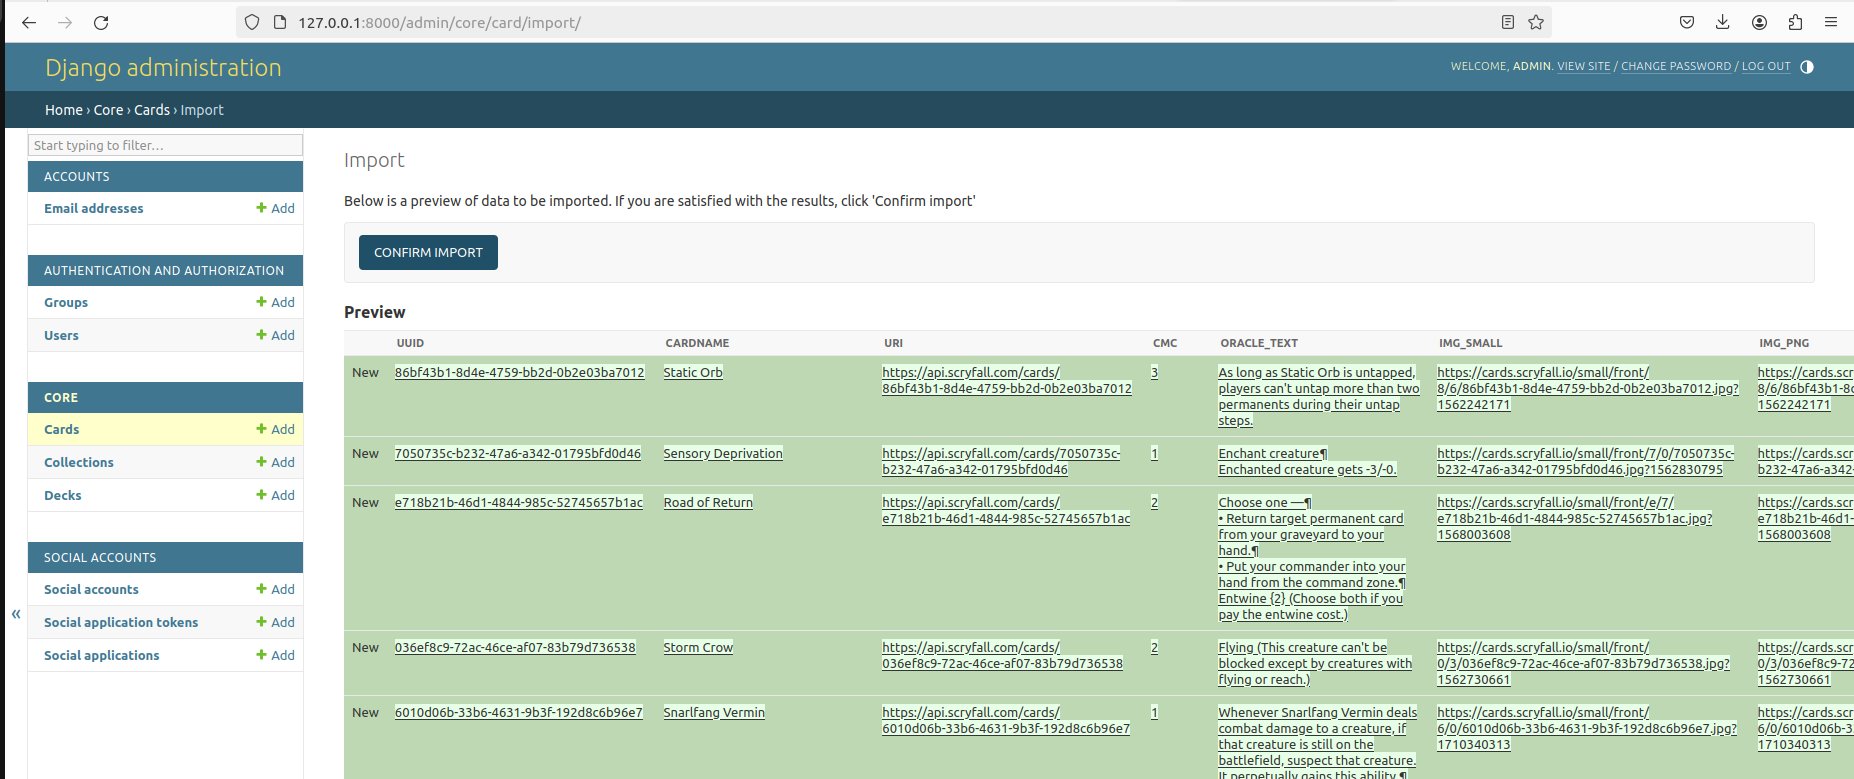 127.0.0.1:8000/admin/core/card/import/
Django administration
WELCOME, ADMIN. VIEW SITE / CHANGE PASSWORD / LOG OUT
Home › Core › Cards › Import
Start typing to filter…
ACCOUNTS
Email addresses + Add
AUTHENTICATION AND AUTHORIZATION
Groups + Add
Users + Add
CORE
Cards + Add
Collections + Add
Decks + Add
SOCIAL ACCOUNTS
Social accounts + Add
Social application tokens + Add
Social applications + Add
«
Import
Below is a preview of data to be imported. If you are satisfied with the results, click 'Confirm import'
CONFIRM IMPORT
Preview
UUID CARDNAME URI CMC ORACLE_TEXT IMG_SMALL IMG_PNG
New 86bf43b1-8d4e-4759-bb2d-0b2e03ba7012 Static Orb https://api.scryfall.com/cards/ 3 As long as Static Orb is untapped, https://cards.scryfall.io/small/front/ https://cards.scryf
86bf43b1-8d4e-4759-bb2d-0b2e03ba7012 players can't untap more than two 8/6/86bf43b1-8d4e-4759-bb2d-0b2e03ba7012.jpg? 8/6/86bf43b1-8d
permanents during their untap 1562242171 1562242171
steps.
New 7050735c-b232-47a6-a342-01795bfd0d46 Sensory Deprivation https://api.scryfall.com/cards/7050735c- 1 Enchant creature¶ https://cards.scryfall.io/small/front/7/0/7050735c- https://cards.scryf
b232-47a6-a342-01795bfd0d46 Enchanted creature gets -3/-0. b232-47a6-a342-01795bfd0d46.jpg?1562830795 b232-47a6-a342-
New e718b21b-46d1-4844-985c-52745657b1ac Road of Return https://api.scryfall.com/cards/ 2 Choose one —¶ https://cards.scryfall.io/small/front/e/7/ https://cards.scryf
e718b21b-46d1-4844-985c-52745657b1ac • Return target permanent card e718b21b-46d1-4844-985c-52745657b1ac.jpg? e718b21b-46d1-
from your graveyard to your 1568003608 1568003608
hand.¶
• Put your commander into your
hand from the command zone.¶
Entwine {2} (Choose both if you
pay the entwine cost.)
New 036ef8c9-72ac-46ce-af07-83b79d736538 Storm Crow https://api.scryfall.com/cards/ 2 Flying (This creature can't be https://cards.scryfall.io/small/front/ https://cards.scryf
036ef8c9-72ac-46ce-af07-83b79d736538 blocked except by creatures with 0/3/036ef8c9-72ac-46ce-af07-83b79d736538.jpg? 0/3/036ef8c9-72
flying or reach.) 1562730661 1562730661
New 6010d06b-33b6-4631-9b3f-192d8c6b96e7 Snarlfang Vermin https://api.scryfall.com/cards/ 1 Whenever Snarlfang Vermin deals https://cards.scryfall.io/small/front/ https://cards.scryf
6010d06b-33b6-4631-9b3f-192d8c6b96e7 combat damage to a creature, if 6/0/6010d06b-33b6-4631-9b3f-192d8c6b96e7.jpg? 6/0/6010d06b-33
that creature is still on the 1710340313 1710340313
battlefield, suspect that creature.
It perpetually gains this ability.¶